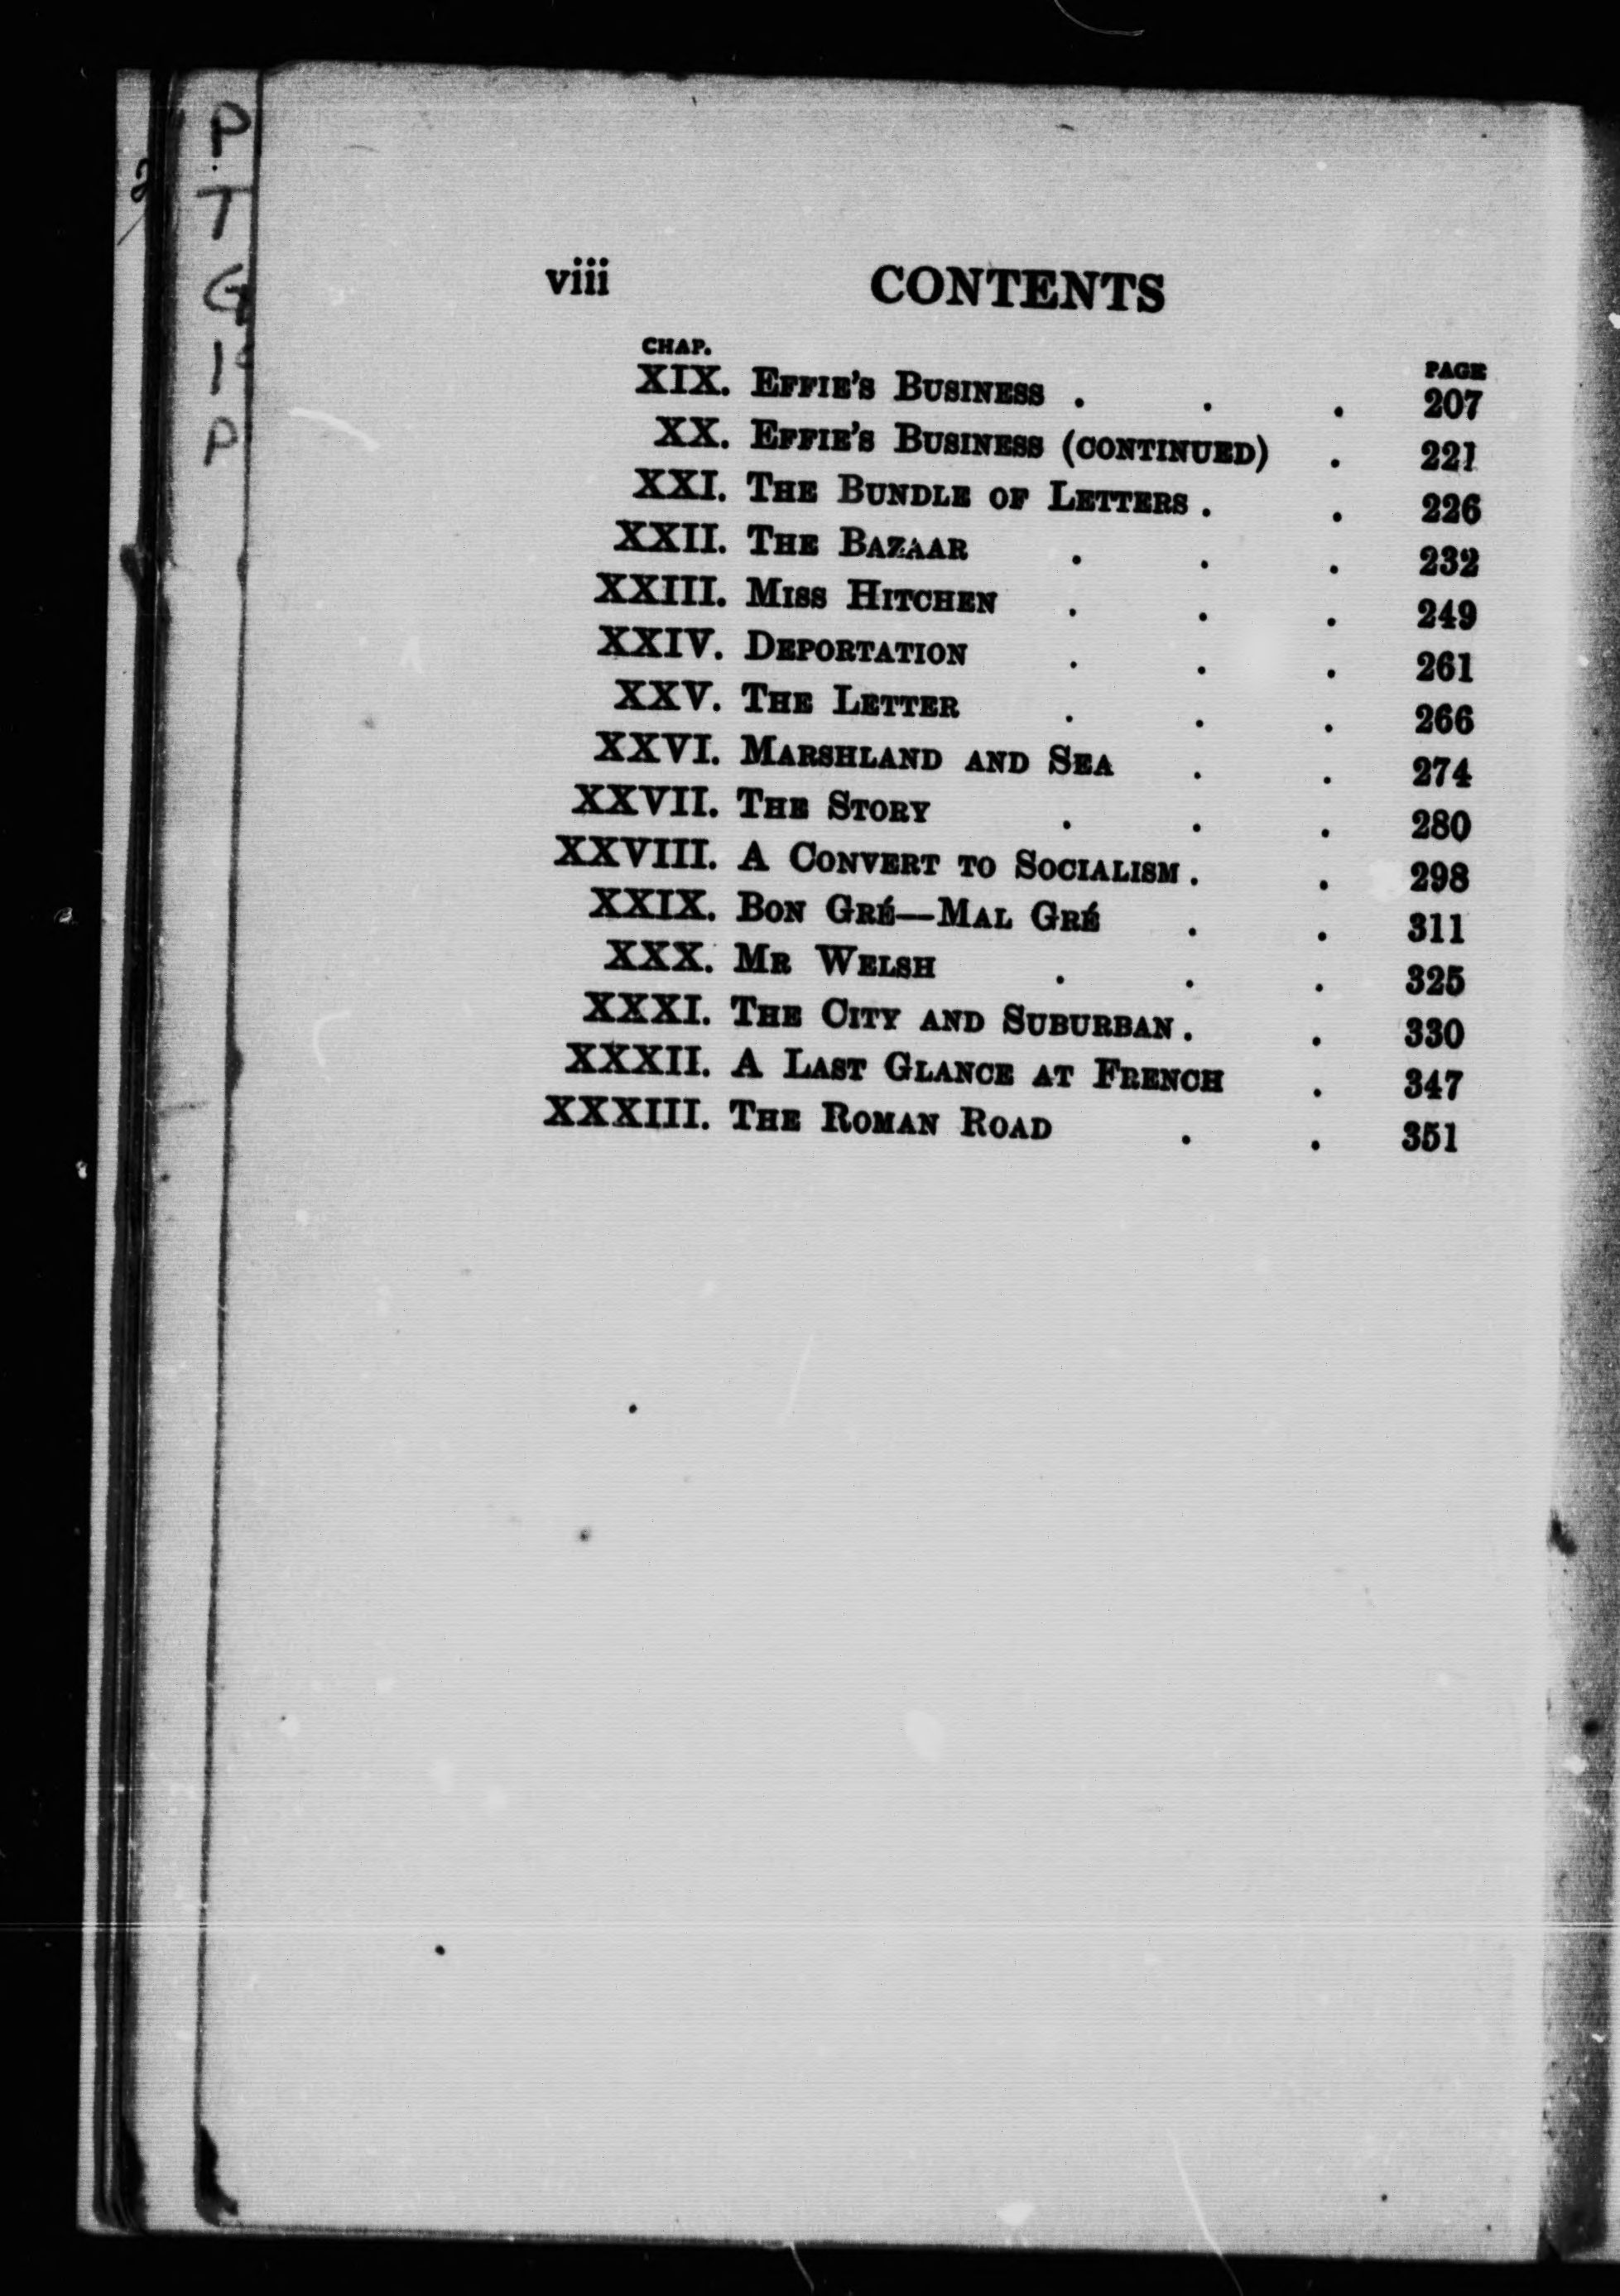 viii CONTENTS
CHAP. PAGE
XIX. EFFIE'S BUSINESS . . . 207
XX. EFFIE'S BUSINESS (CONTINUED) . 221
XXI. THE BUNDLE OF LETTERS . . 226
XXII. THE BAZAAR . . . 232
XXIII. MISS HITCHEN . . . 249
XXIV. DEPORTATION . . . 261
XXV. THE LETTER . . . 266
XXVI. MARSHLAND AND SEA . . 274
XXVII. THE STORY . . . 280
XXVIII. A CONVERT TO SOCIALISM . . 298
XXIX. BON GRÉ—MAL GRÉ . . 311
XXX. MR WELSH . . . 325
XXXI. THE CITY AND SUBURBAN . . 330
XXXII. A LAST GLANCE AT FRENCH . 347
XXXIII. THE ROMAN ROAD . . 351